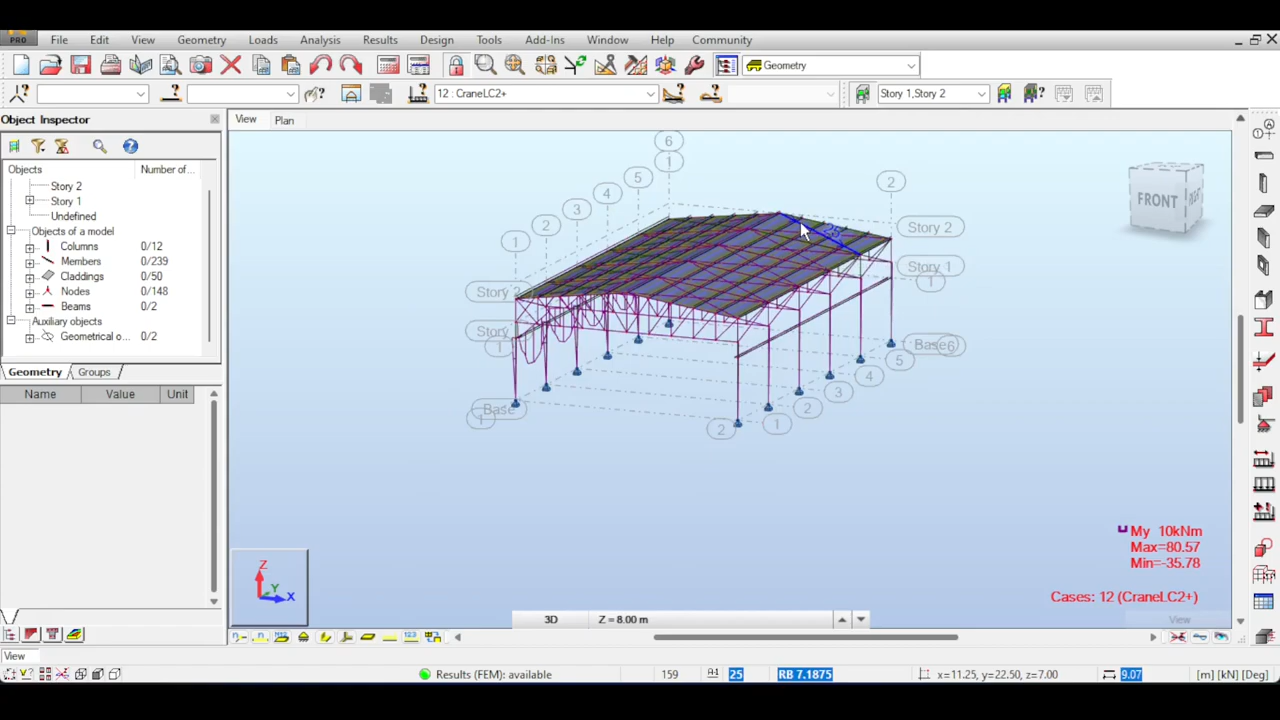 PRO File Edit View Geometry Loads Analysis Results Design Tools Add-Ins Window Help Community
Geometry
12 : CraneLC2+
Story 1,Story 2
Object Inspector
View Plan
Objects Number of...
Story 2
Story 1
Undefined
Objects of a model
Columns 0/12
Members 0/239
Claddings 0/50
Nodes 0/148
Beams 0/2
Auxiliary objects
Geometrical o... 0/2
Geometry Groups
Name Value Unit
6
1
5
2
4
3
2
1
25
Story 2
Story 1
1
Story 2
Story
1
Base 6
5
4
3
2
1
2
Base
1
FRONT
My 10kNm
Max=80.57
Min=-35.78
Cases: 12 (CraneLC2+)
View
Z
Y
X
3D Z = 8.00 m
View
Results (FEM): available 159 25 RB 7.1875 x=11.25, y=22.50, z=7.00 9.07 [m] [kN] [Deg]